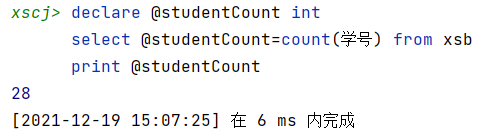 xscj> declare @studentCount int
select @studentCount=count(学号) from xsb
print @studentCount
28
[2021-12-19 15:07:25] 在 6 ms 内完成